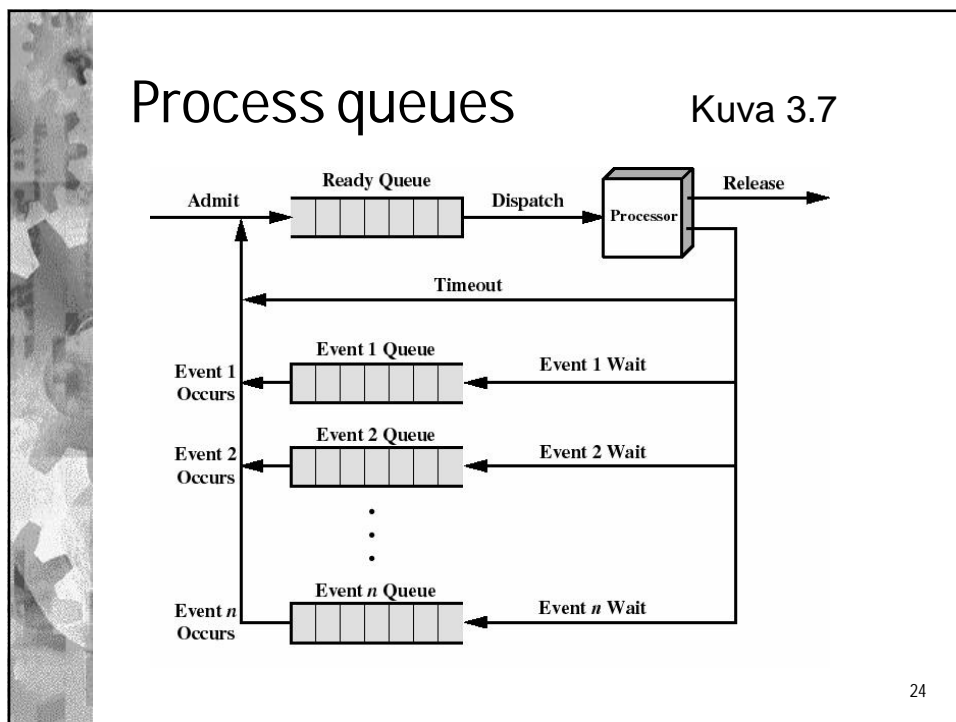 Process queues Kuva 3.7
Ready Queue
Admit
Dispatch
Processor
Release
Timeout
Event 1 Queue
Event 1 Wait
Event 1
Occurs
Event 2 Queue
Event 2 Wait
Event 2
Occurs
Event n Queue
Event n Wait
Event n
Occurs
24